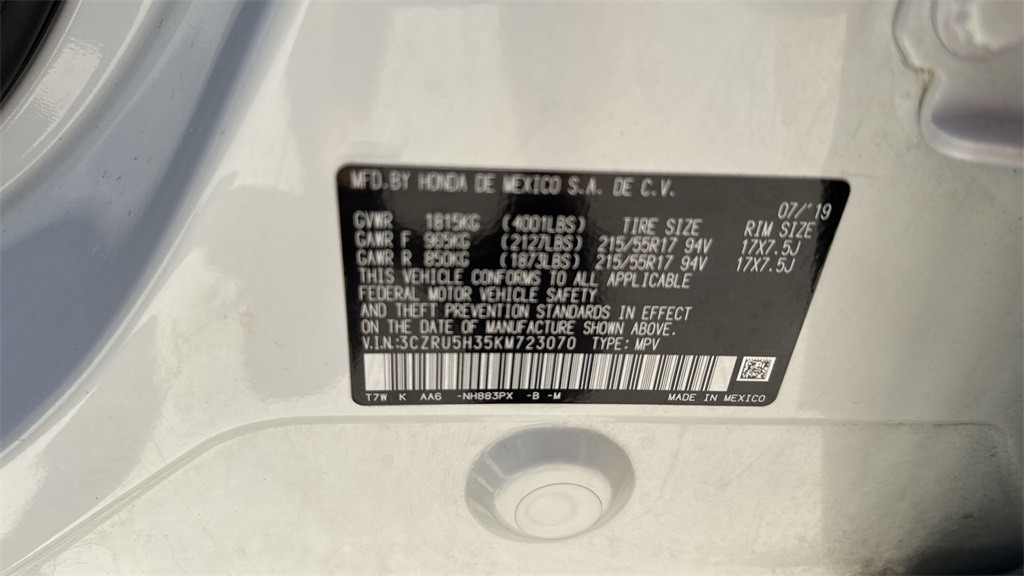 MFD.BY HONDA DE MEXICO S.A. DE C.V.
07/'19
GVWR 1815KG (4001LBS) TIRE SIZE RIM SIZE
GAWR F 965KG (2127LBS) 215/55R17 94V 17X7.5J
GAWR R 850KG (1873LBS) 215/55R17 94V 17X7.5J
THIS VEHICLE CONFORMS TO ALL APPLICABLE
FEDERAL MOTOR VEHICLE SAFETY
AND THEFT PREVENTION STANDARDS IN EFFECT
ON THE DATE OF MANUFACTURE SHOWN ABOVE.
V.I.N:3CZRU5H35KM723070 TYPE: MPV
T7W K AA6 -NH883PX -B -M MADE IN MEXICO